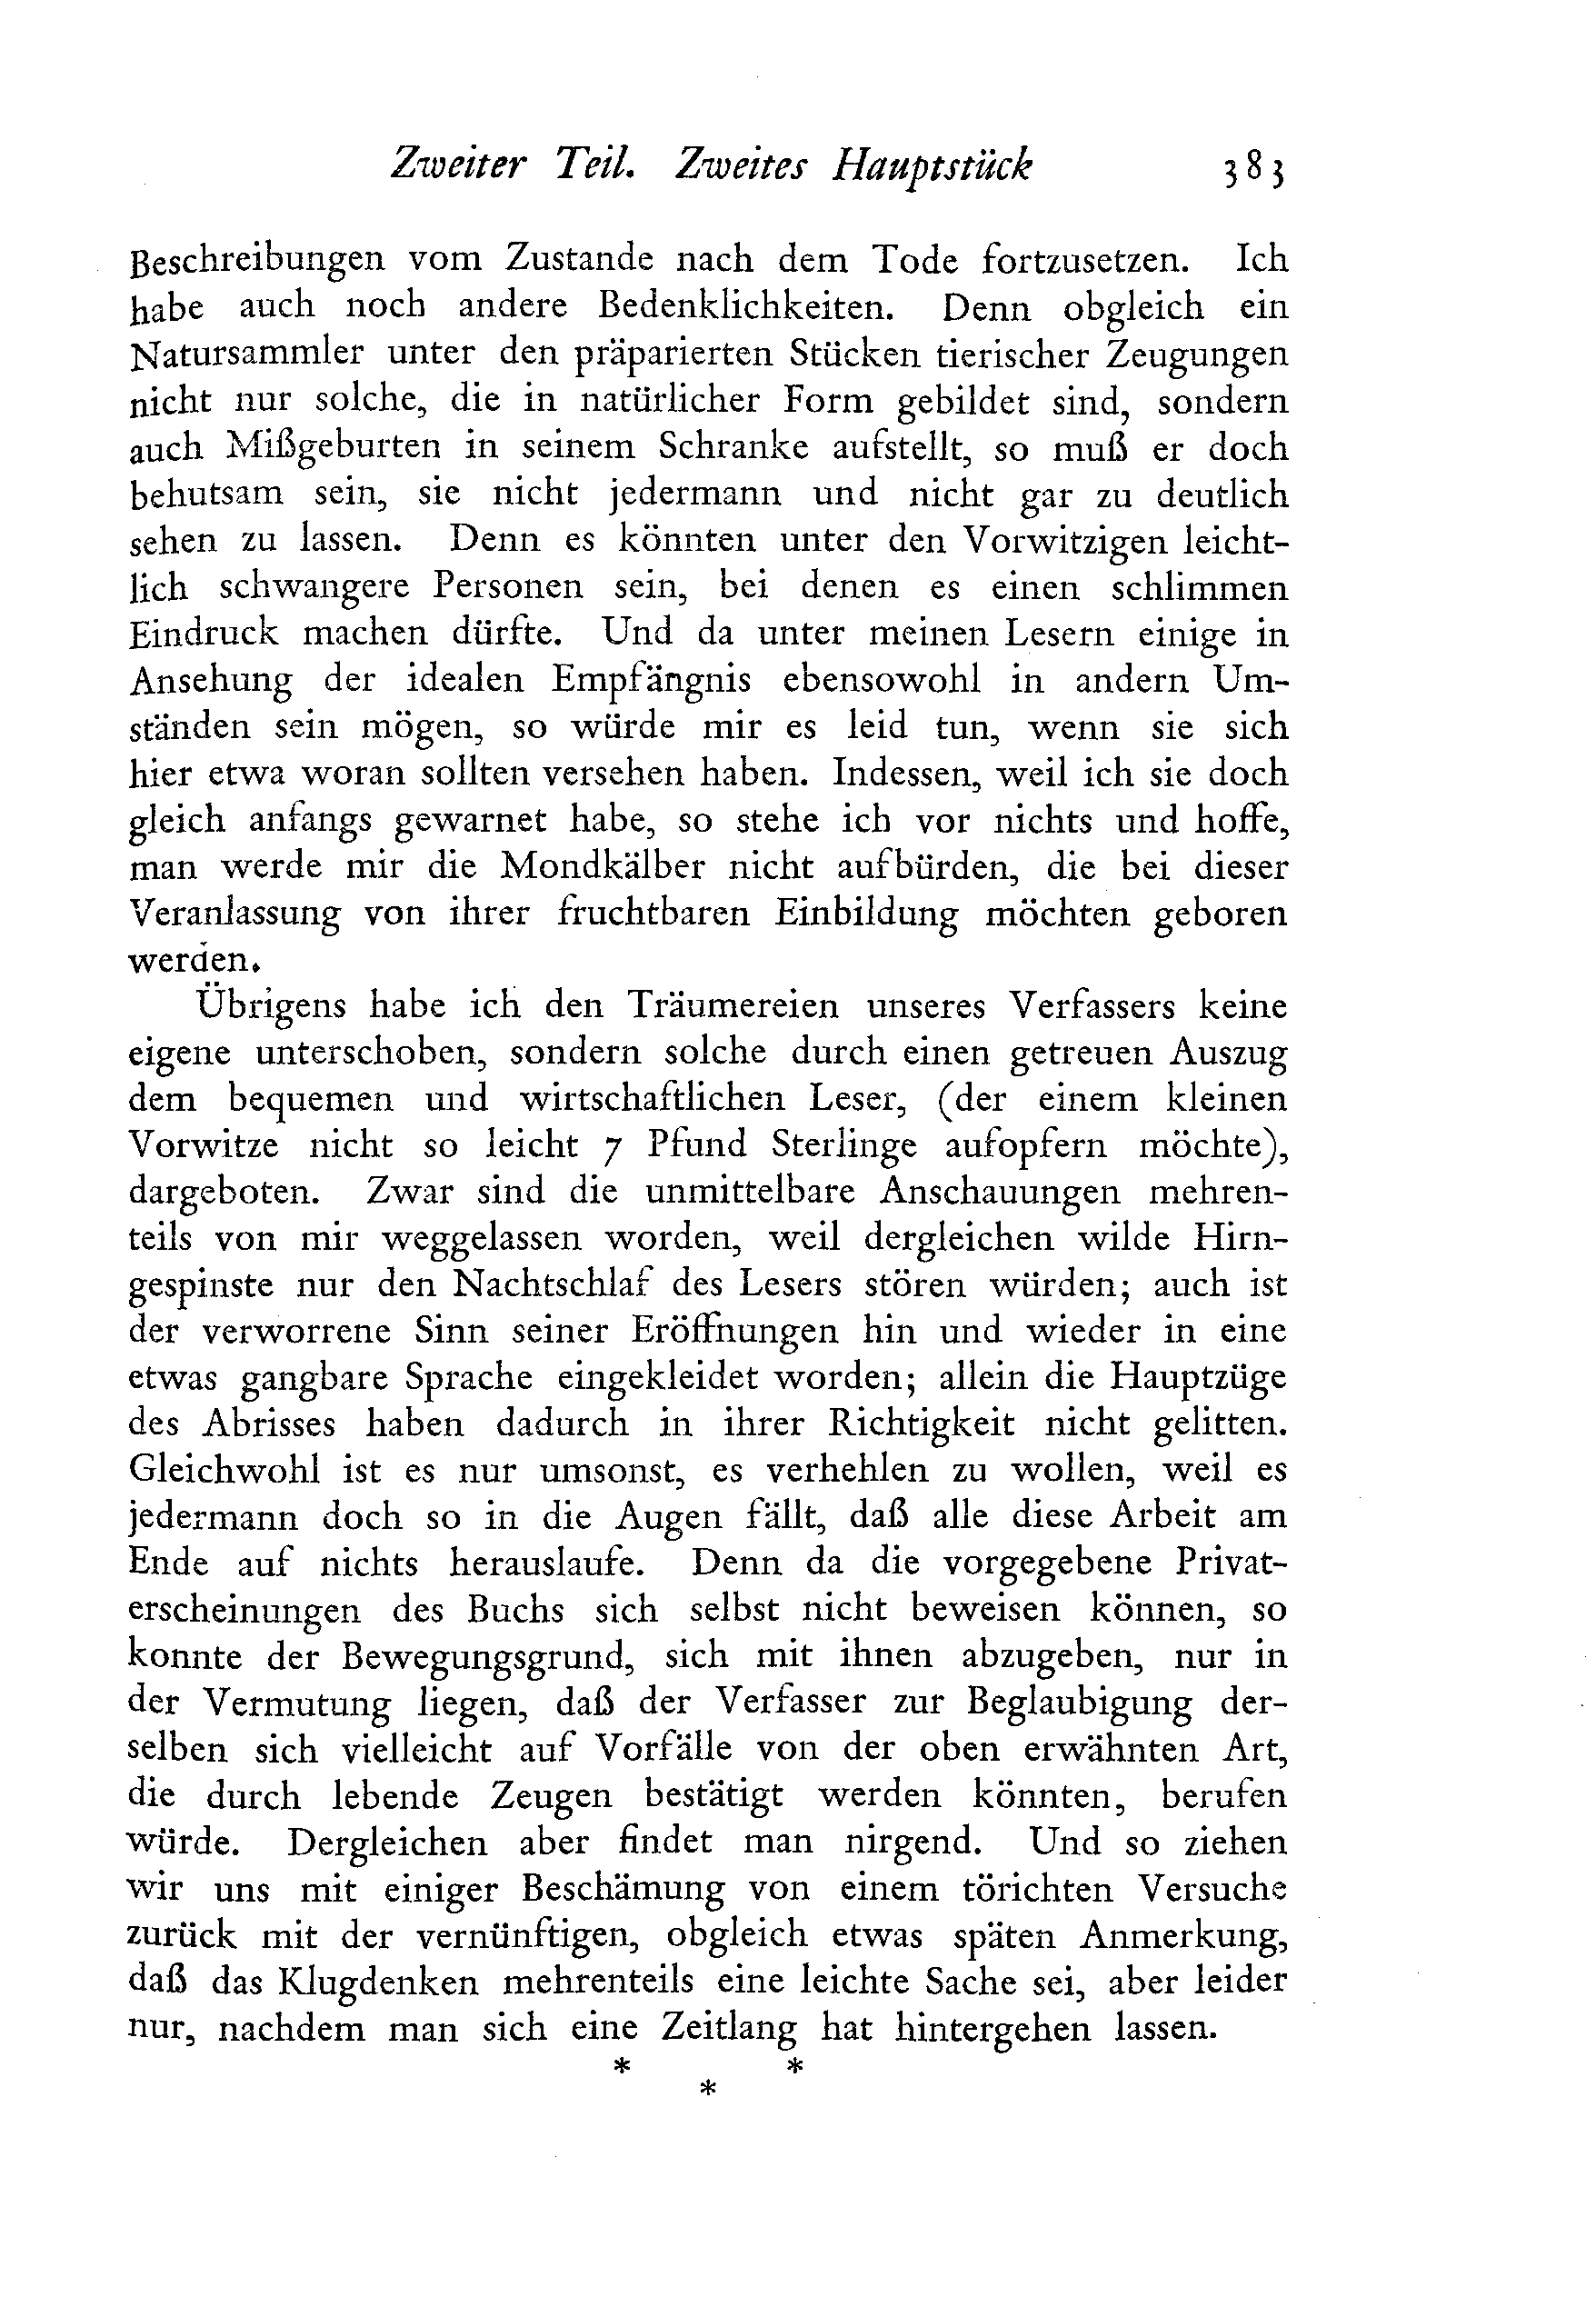 Zweiter Teil. Zweites Hauptstück 383
Beschreibungen vom Zustande nach dem Tode fortzusetzen. Ich
habe auch noch andere Bedenklichkeiten. Denn obgleich ein
Natursammler unter den präparierten Stücken tierischer Zeugungen
nicht nur solche, die in natürlicher Form gebildet sind, sondern
auch Mißgeburten in seinem Schranke aufstellt, so muß er doch
behutsam sein, sie nicht jedermann und nicht gar zu deutlich
sehen zu lassen. Denn es könnten unter den Vorwitzigen leicht-
lich schwangere Personen sein, bei denen es einen schlimmen
Eindruck machen dürfte. Und da unter meinen Lesern einige in
Ansehung der idealen Empfängnis ebensowohl in andern Um-
ständen sein mögen, so würde mir es leid tun, wenn sie sich
hier etwa woran sollten versehen haben. Indessen, weil ich sie doch
gleich anfangs gewarnet habe, so stehe ich vor nichts und hoffe,
man werde mir die Mondkälber nicht aufbürden, die bei dieser
Veranlassung von ihrer fruchtbaren Einbildung möchten geboren
werden.
Übrigens habe ich den Träumereien unseres Verfassers keine
eigene unterschoben, sondern solche durch einen getreuen Auszug
dem bequemen und wirtschaftlichen Leser, (der einem kleinen
Vorwitze nicht so leicht 7 Pfund Sterlinge aufopfern möchte),
dargeboten. Zwar sind die unmittelbare Anschauungen mehren-
teils von mir weggelassen worden, weil dergleichen wilde Hirn-
gespinste nur den Nachtschlaf des Lesers stören würden; auch ist
der verworrene Sinn seiner Eröffnungen hin und wieder in eine
etwas gangbare Sprache eingekleidet worden; allein die Hauptzüge
des Abrisses haben dadurch in ihrer Richtigkeit nicht gelitten.
Gleichwohl ist es nur umsonst, es verhehlen zu wollen, weil es
jedermann doch so in die Augen fällt, daß alle diese Arbeit am
Ende auf nichts herauslaufe. Denn da die vorgegebene Privat-
erscheinungen des Buchs sich selbst nicht beweisen können, so
konnte der Bewegungsgrund, sich mit ihnen abzugeben, nur in
der Vermutung liegen, daß der Verfasser zur Beglaubigung der-
selben sich vielleicht auf Vorfälle von der oben erwähnten Art,
die durch lebende Zeugen bestätigt werden könnten, berufen
würde. Dergleichen aber findet man nirgend. Und so ziehen
wir uns mit einiger Beschämung von einem törichten Versuche
zurück mit der vernünftigen, obgleich etwas späten Anmerkung,
daß das Klugdenken mehrenteils eine leichte Sache sei, aber leider
nur, nachdem man sich eine Zeitlang hat hintergehen lassen.
* *
*